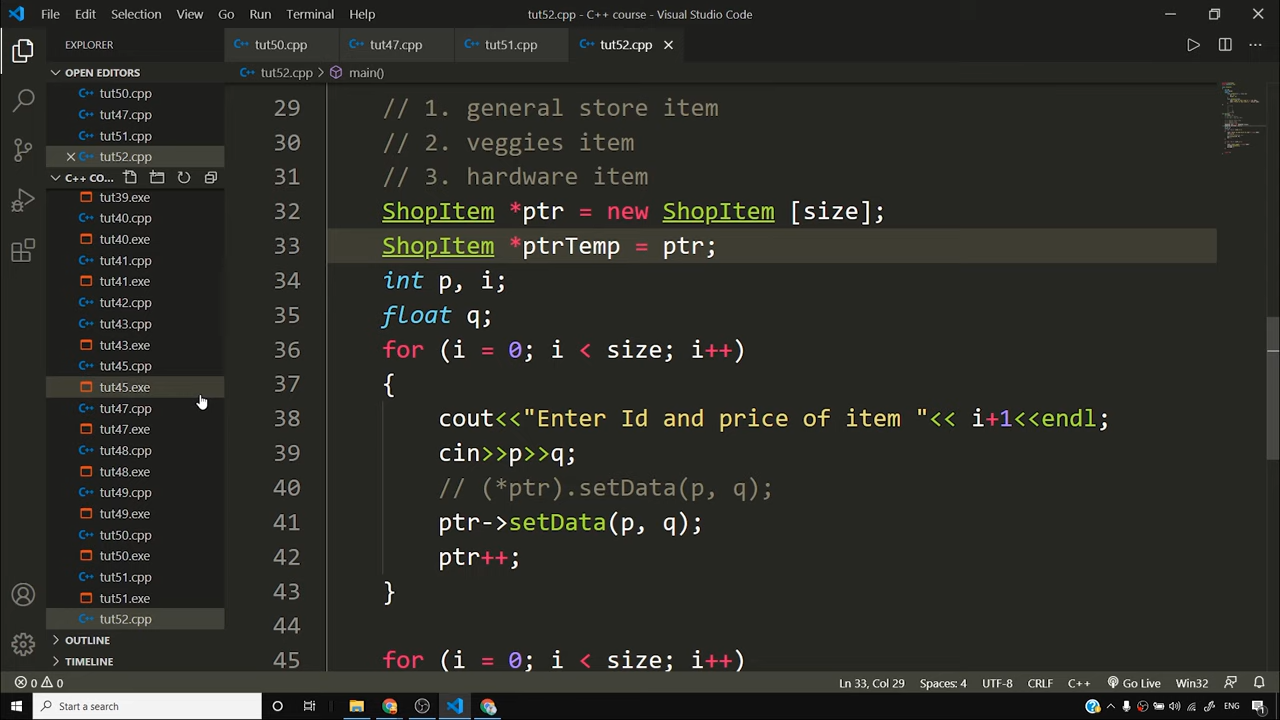 File Edit Selection View Go Run Terminal Help
tut52.cpp - C++ course - Visual Studio Code
EXPLORER
tut50.cpp
tut47.cpp
tut51.cpp
tut52.cpp
OPEN EDITORS
tut52.cpp > main()
tut50.cpp
tut47.cpp
tut51.cpp
tut52.cpp
C++ CO...
tut39.exe
tut40.cpp
tut40.exe
tut41.cpp
tut41.exe
tut42.cpp
tut43.cpp
tut43.exe
tut45.cpp
tut45.exe
tut47.cpp
tut47.exe
tut48.cpp
tut48.exe
tut49.cpp
tut49.exe
tut50.cpp
tut50.exe
tut51.cpp
tut51.exe
tut52.cpp
OUTLINE
TIMELINE
29 // 1. general store item
30 // 2. veggies item
31 // 3. hardware item
32 ShopItem *ptr = new ShopItem [size];
33 ShopItem *ptrTemp = ptr;
34 int p, i;
35 float q;
36 for (i = 0; i < size; i++)
37 {
38 cout<<"Enter Id and price of item "<< i+1<<endl;
39 cin>>p>>q;
40 // (*ptr).setData(p, q);
41 ptr->setData(p, q);
42 ptr++;
43 }
44
45 for (i = 0; i < size; i++)
0 0
Ln 33, Col 29 Spaces: 4 UTF-8 CRLF C++ Go Live Win32
Start a search
ENG